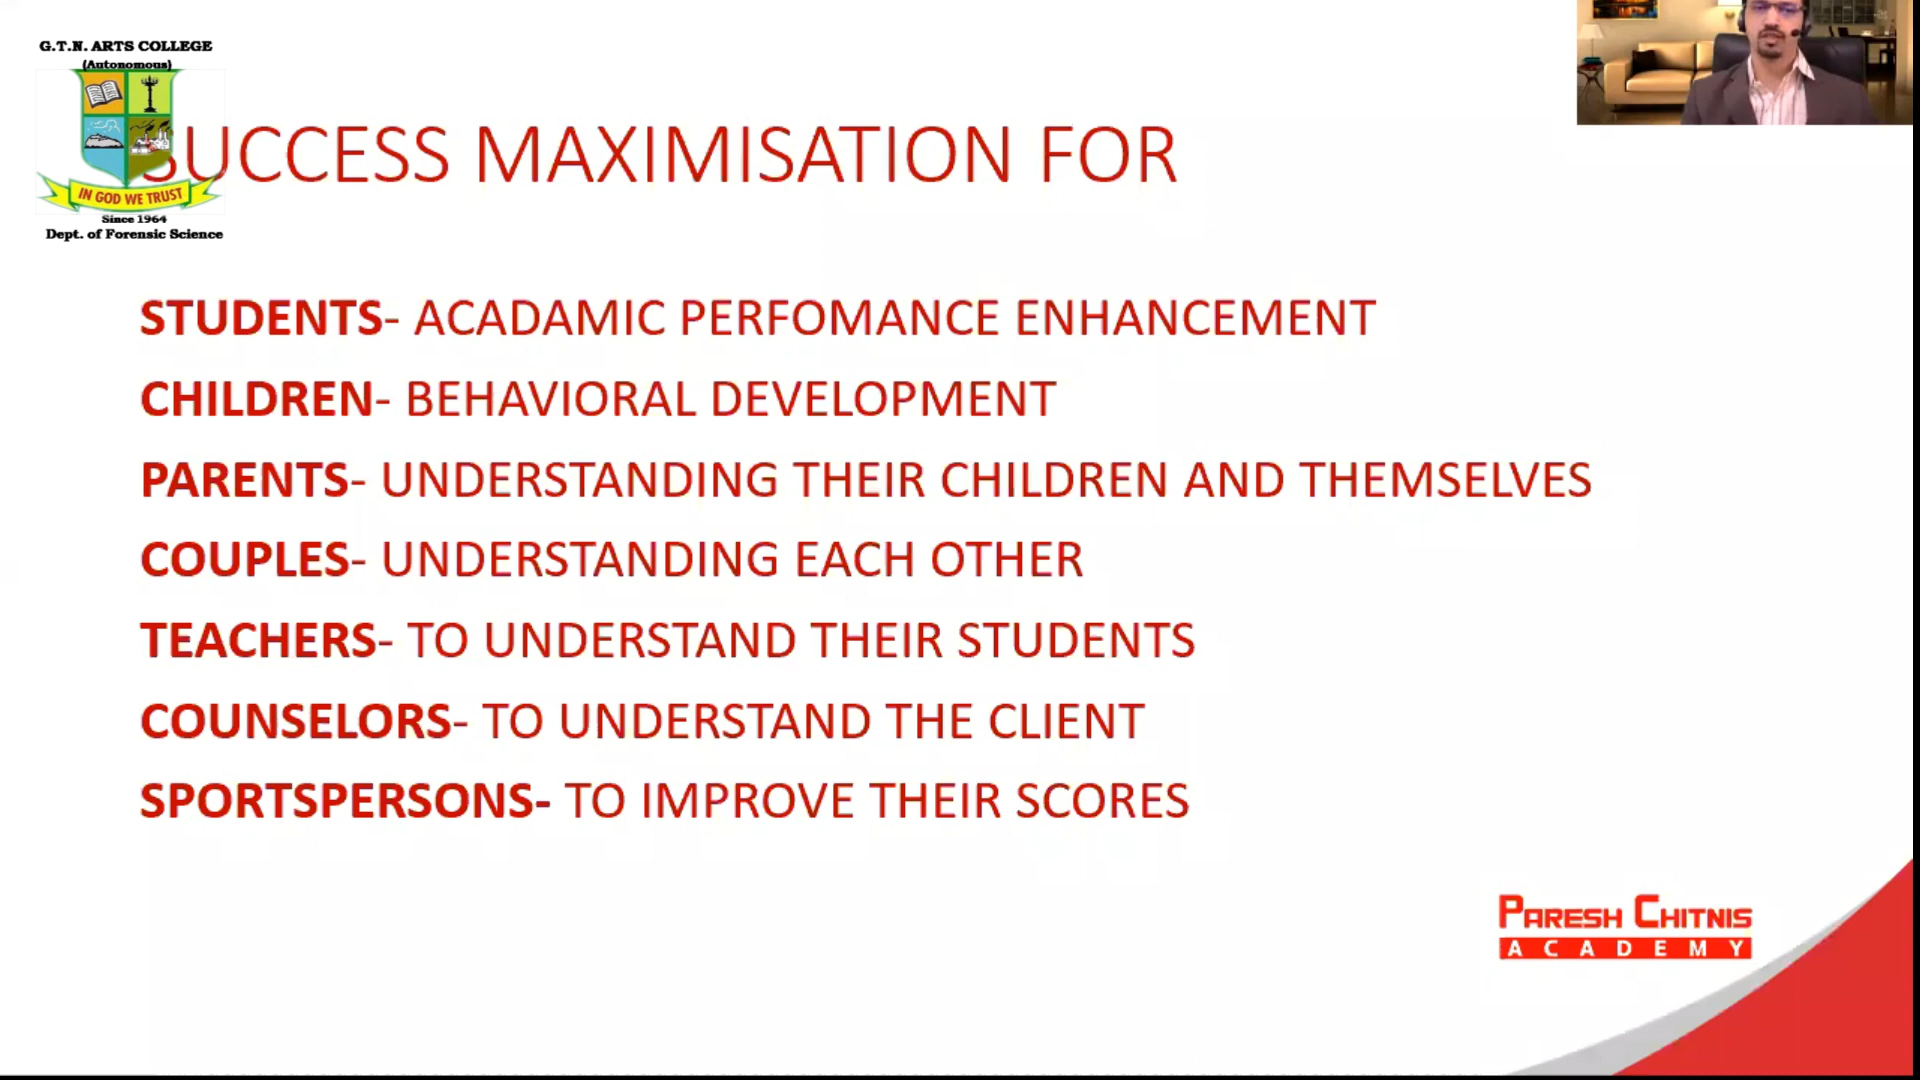 G.T.N. ARTS COLLEGE
(Autonomous)
IN GOD WE TRUST
Since 1964
Dept. of Forensic Science
SUCCESS MAXIMISATION FOR
STUDENTS- ACADAMIC PERFOMANCE ENHANCEMENT
CHILDREN- BEHAVIORAL DEVELOPMENT
PARENTS- UNDERSTANDING THEIR CHILDREN AND THEMSELVES
COUPLES- UNDERSTANDING EACH OTHER
TEACHERS- TO UNDERSTAND THEIR STUDENTS
COUNSELORS- TO UNDERSTAND THE CLIENT
SPORTSPERSONS- TO IMPROVE THEIR SCORES
PARESH CHITNIS
ACADEMY